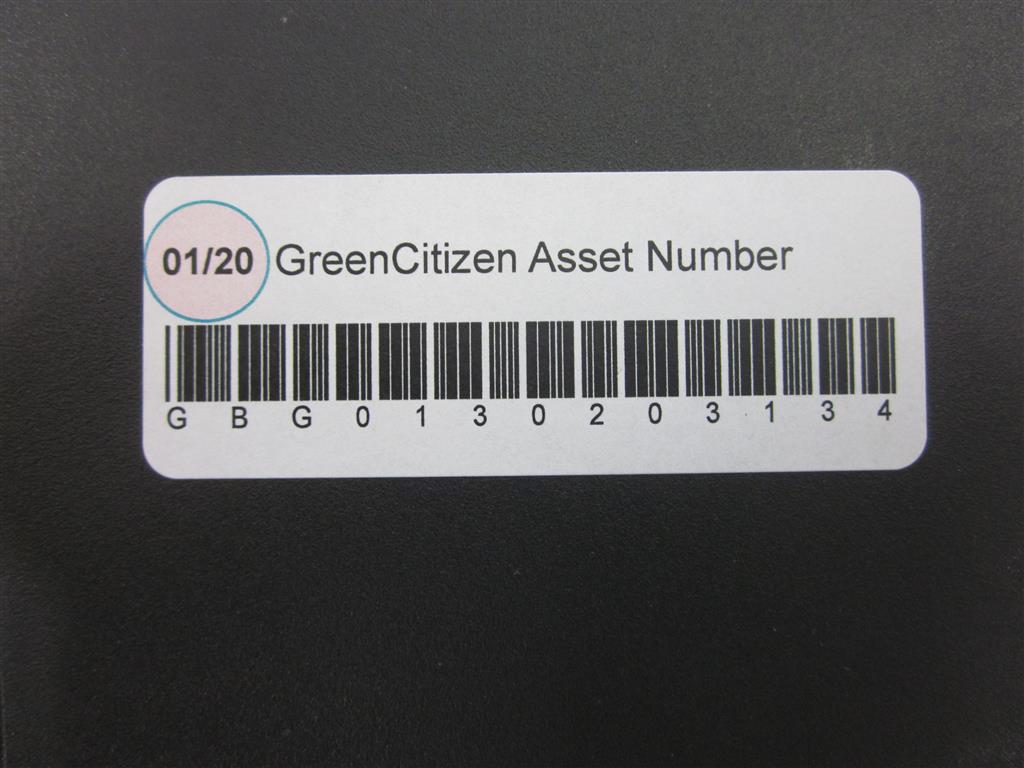 01/20 GreenCitizen Asset Number
G B G 0 1 3 0 2 0 3 1 3 4